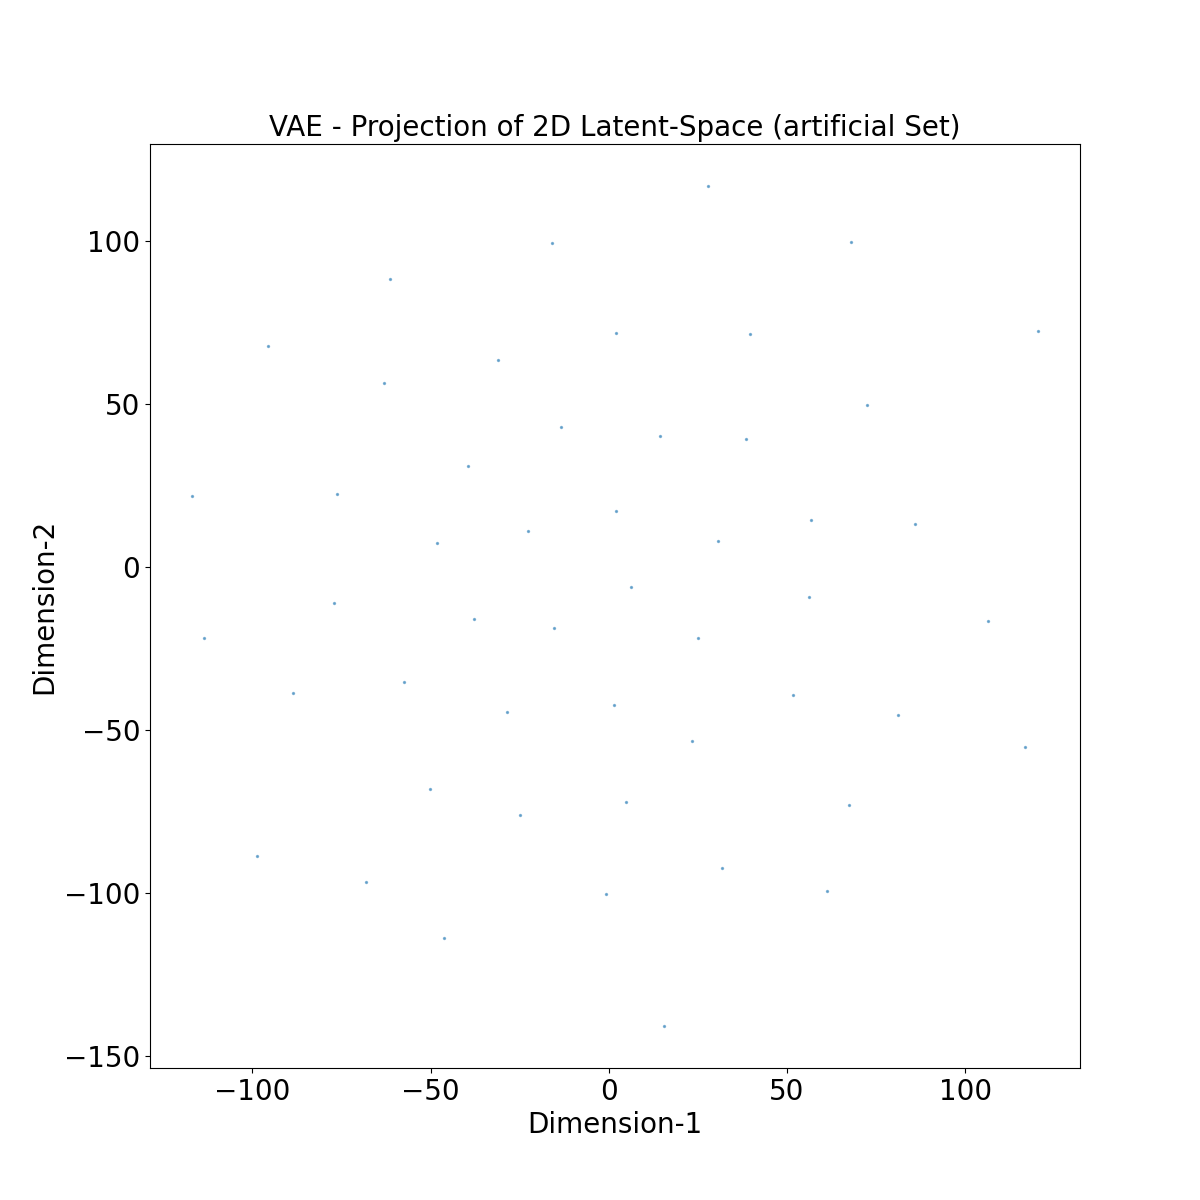 VAE - Projection of 2D Latent-Space (artificial Set)
100
50
0
−50
−100
−150
Dimension-2
−100 −50 0 50 100
Dimension-1